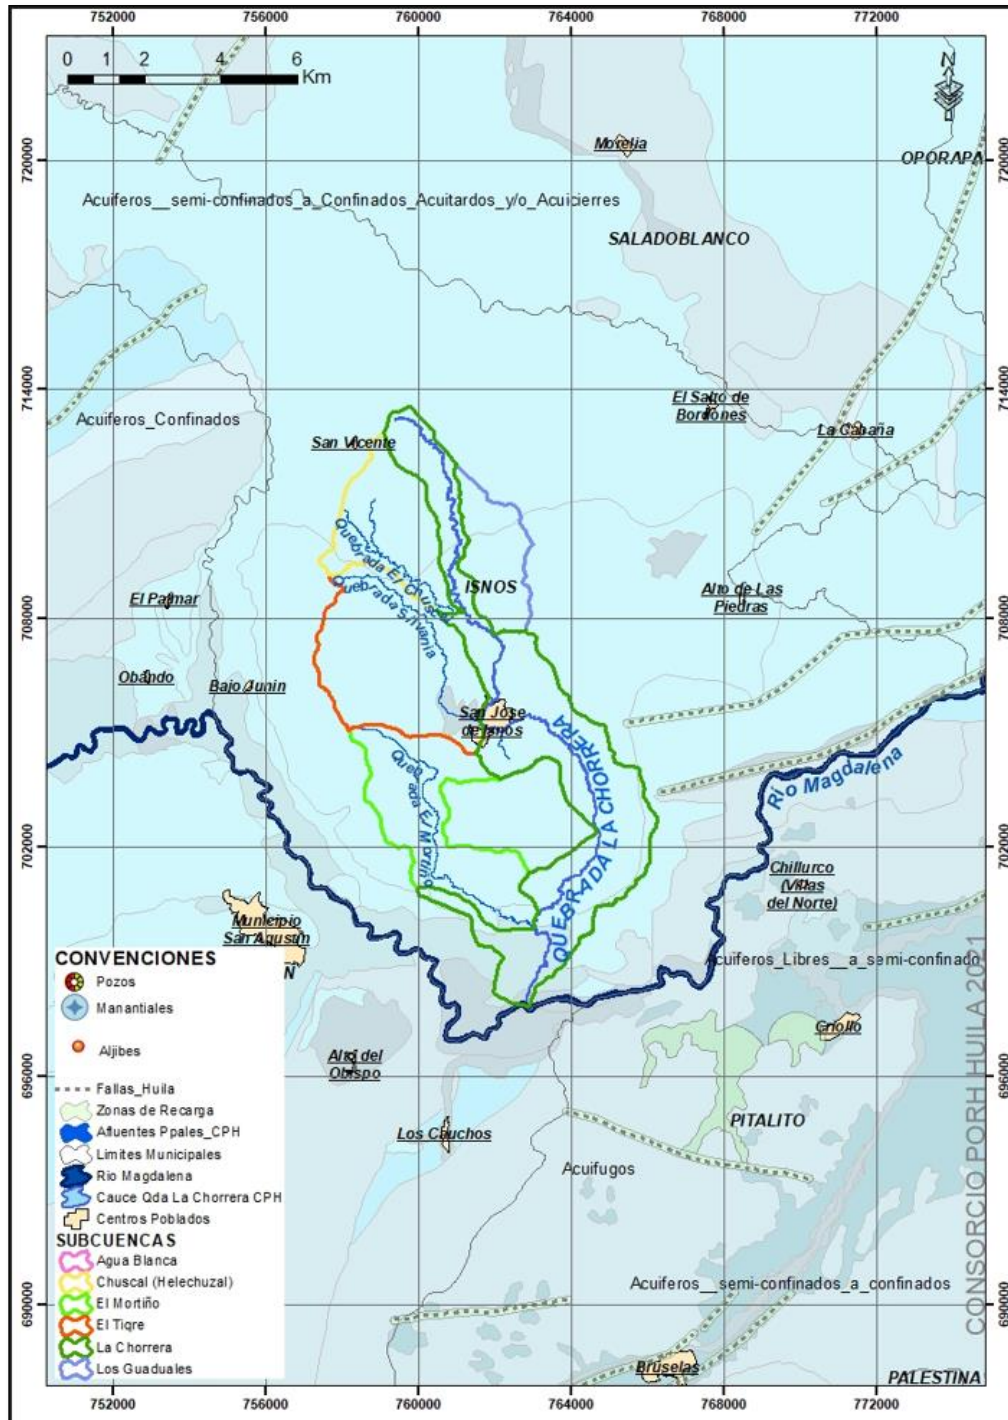 752000 756000 760000 764000 768000 772000
0 1 2 4 6
Km
N
Morelia
720000
OPORAPA
720000
Acuiferos__semi-confinados_a_Confinados_Acuitardos_y/o_Acuicierres
SALADOBLANCO
714000
714000
El Salto de
Bordones
Acuiferos_Confinados
La Cabaña
San Vicente
Quebrada El Chuscal
Quebrada Silvania
ISNOS
El Palmar
Alto de Las
Piedras
708000
708000
Obando
Bajo Junin
San Jose
de Isnos
Rio Magdalena
Quebrada El Mortiño
QUEBRADA LA CHORRERA
702000
702000
Chillurco
(Villas
del Norte)
Municipio
San Agustin
N
Acuiferos_Libres__a_semi-confinado
Criollo
Alto del
Obispo
696000
696000
Los Cauchos
PITALITO
Acuifugos
Acuiferos__semi-confinados_a_confinados
690000
690000
Bruselas
PALESTINA
CONSORCIO PORH HUILA 2021
CONVENCIONES
Pozos
Manantiales
Aljibes
Fallas_Huila
Zonas de Recarga
Afluentes Ppales_CPH
Limites Municipales
Rio Magdalena
Cauce Qda La Chorrera CPH
Centros Poblados
SUBCUENCAS
Agua Blanca
Chuscal (Helechuzal)
El Mortiño
El Tigre
La Chorrera
Los Guaduales
752000 756000 760000 764000 768000 772000